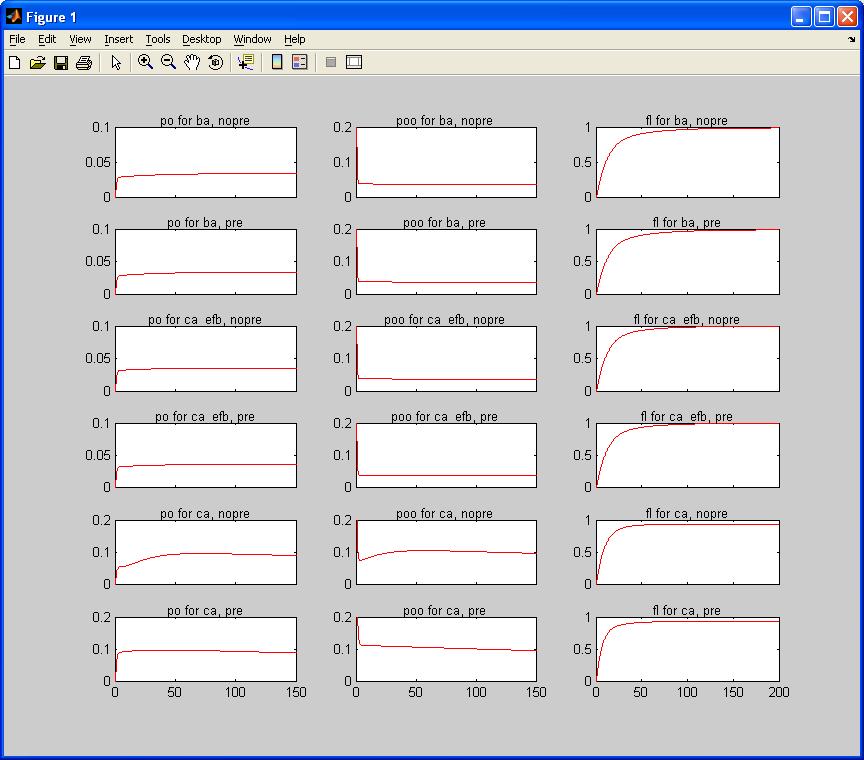 Figure 1
File Edit View Insert Tools Desktop Window Help
po for ba, nopre poo for ba, nopre fl for ba, nopre
0.1 0.2 1
0.05 0.1 0.5
0 0 0
po for ba, pre poo for ba, pre fl for ba, pre
0.1 0.2 1
0.05 0.1 0.5
0 0 0
po for ca efb, nopre poo for ca efb, nopre fl for ca efb, nopre
0.1 0.2 1
0.05 0.1 0.5
0 0 0
po for ca efb, pre poo for ca efb, pre fl for ca efb, pre
0.1 0.2 1
0.05 0.1 0.5
0 0 0
po for ca, nopre poo for ca, nopre fl for ca, nopre
0.2 0.2 1
0.1 0.1 0.5
0 0 0
po for ca, pre poo for ca, pre fl for ca, pre
0.2 0.2 1
0.1 0.1 0.5
0 0 0
0 50 100 150 0 50 100 150 0 50 100 150 200